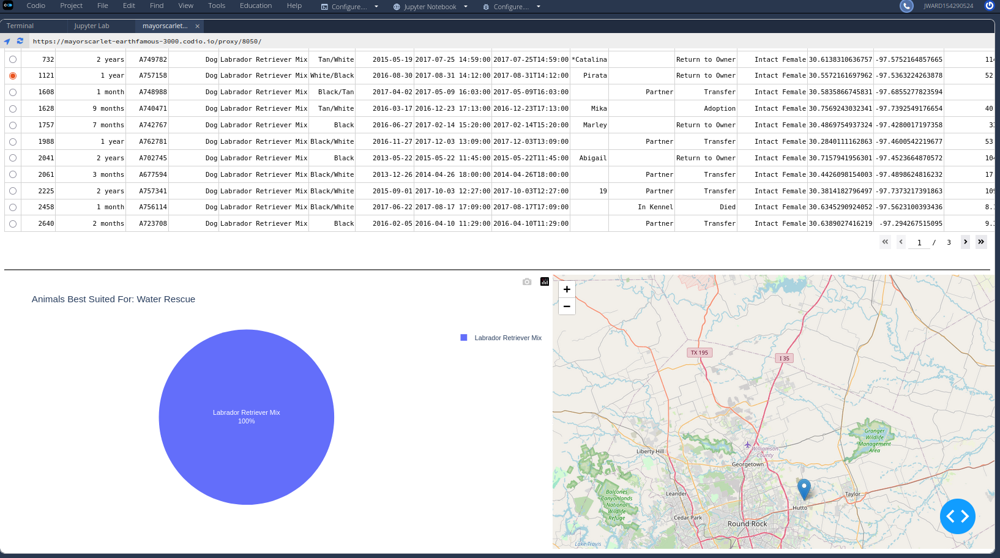 Codio Project File Edit Find View Tools Education Help Configure.... Jupyter Notebook Configure.... JWARD154290524
Terminal Jupyter Lab mayorscarlet... ×
https://mayorscarlet-earthfamous-3000.codio.io/proxy/8050/
732 2 years A749782 Dog Labrador Retriever Mix Tan/White 2015-05-19 2017-07-25 14:59:00 2017-07-25T14:59:00 *Catalina Return to Owner Intact Female 30.6138310636757 -97.5752164857665 114
1121 1 year A757158 Dog Labrador Retriever Mix White/Black 2016-08-30 2017-08-31 14:12:00 2017-08-31T14:12:00 Pirata Return to Owner Intact Female 30.5572161697962 -97.5363224263878 52
1608 1 month A748988 Dog Labrador Retriever Mix Black/Tan 2017-04-02 2017-05-09 16:03:00 2017-05-09T16:03:00 Partner Transfer Intact Female 30.5835866745831 -97.6855277823594
1628 9 months A740471 Dog Labrador Retriever Mix Tan/White 2016-03-17 2016-12-23 17:13:00 2016-12-23T17:13:00 Mika Adoption Intact Female 30.7569243032341 -97.7392549176654 40
1757 7 months A742767 Dog Labrador Retriever Mix Black 2016-06-27 2017-02-14 15:20:00 2017-02-14T15:20:00 Marley Return to Owner Intact Female 30.4869754937324 -97.4280017197358
1988 1 year A762781 Dog Labrador Retriever Mix Black/White 2016-11-27 2017-12-03 13:09:00 2017-12-03T13:09:00 Partner Transfer Intact Female 30.2840111162863 -97.4600542219677 53
2041 2 years A702745 Dog Labrador Retriever Mix Black 2013-05-22 2015-05-22 11:45:00 2015-05-22T11:45:00 Abigail Return to Owner Intact Female 30.7157941956301 -97.4523664870572 104
2061 3 months A677594 Dog Labrador Retriever Mix Black/White 2013-12-26 2014-04-26 18:00:00 2014-04-26T18:00:00 Partner Transfer Intact Female 30.4426098154003 -97.4898624816232 17
2225 2 years A757341 Dog Labrador Retriever Mix Black/White 2015-09-01 2017-10-03 12:27:00 2017-10-03T12:27:00 19 Partner Transfer Intact Female 30.3814182796497 -97.7373217391863 109
2458 1 month A756114 Dog Labrador Retriever Mix Black/White 2017-06-22 2017-08-17 17:09:00 2017-08-17T17:09:00 In Kennel Died Intact Female 30.6345290924052 -97.5623100393436 8.
2640 2 months A723708 Dog Labrador Retriever Mix Black 2016-02-05 2016-04-10 11:29:00 2016-04-10T11:29:00 Partner Transfer Intact Female 30.6389027416219 -97.294267515095 9.
1 / 3
Animals Best Suited For: Water Rescue
Labrador Retriever Mix
Labrador Retriever Mix
100%
+
−
TX 195
I 35
Granger
Wildlife
Management
Area
Liberty Hill
Williamson
County
Georgetown
Balcones
Canyonlands
National
Wildlife
Refuge
Leander
Taylor
Hutto
Cedar Park
Round Rock
Lake Travis